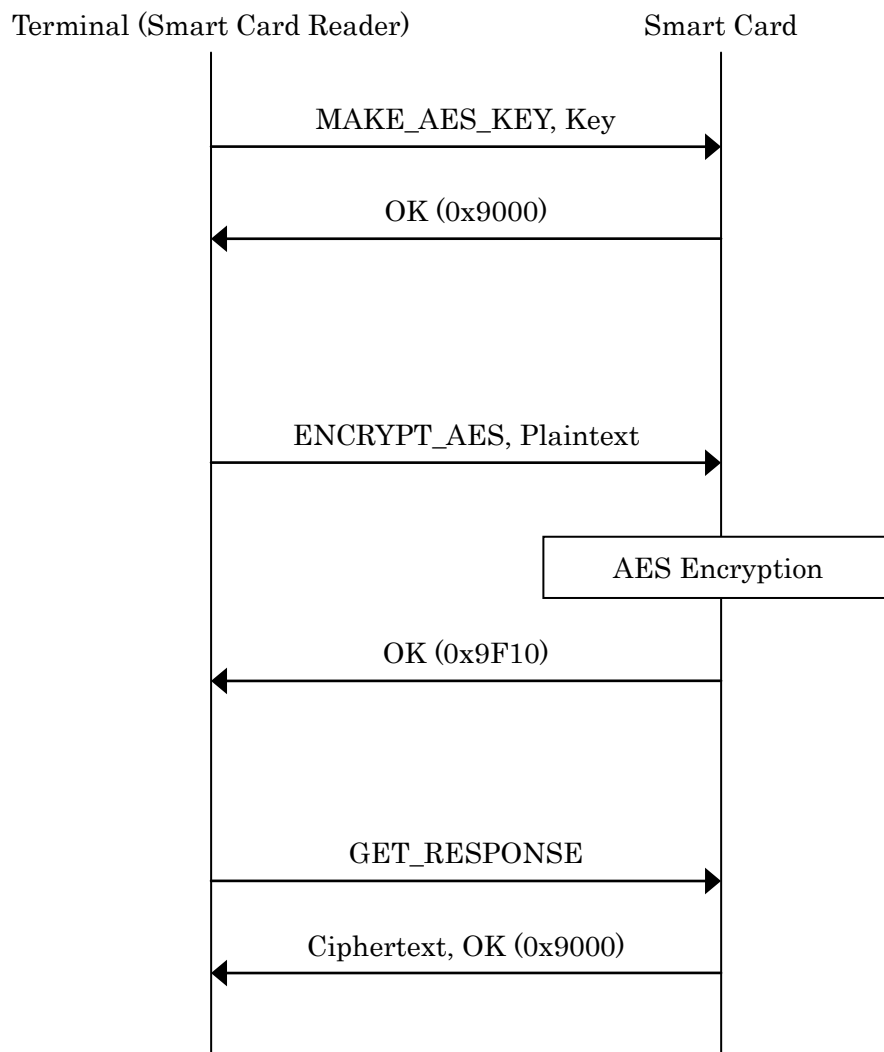 Terminal (Smart Card Reader)
Smart Card
MAKE_AES_KEY, Key
OK (0x9000)
ENCRYPT_AES, Plaintext
AES Encryption
OK (0x9F10)
GET_RESPONSE
Ciphertext, OK (0x9000)